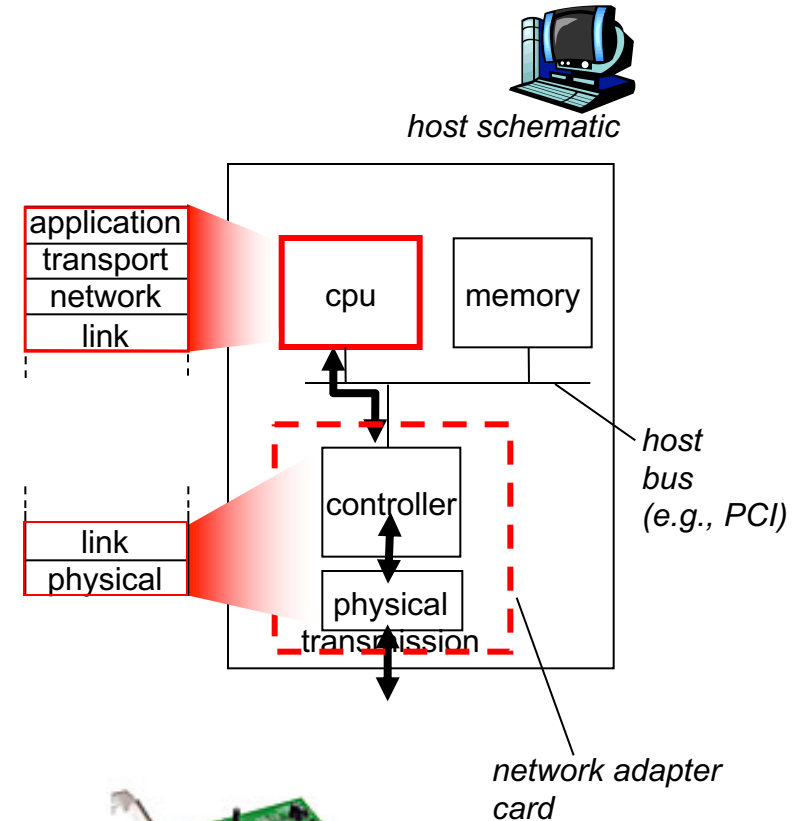 host schematic
application
transport
network
link
cpu
memory
host
bus
(e.g., PCI)
controller
link
physical
physical
transmission
network adapter
card